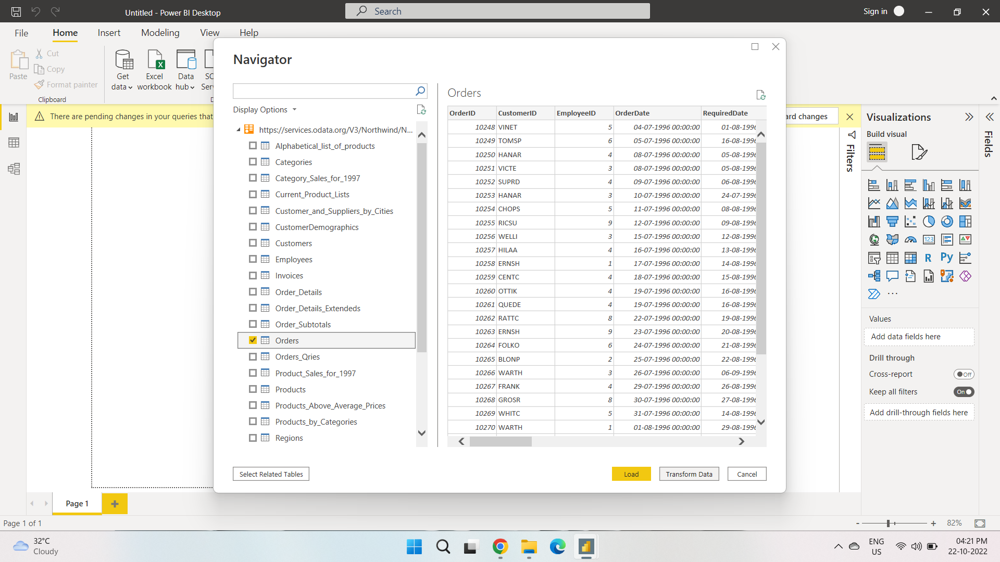 Untitled - Power BI Desktop
Search
Sign in
File
Home
Insert
Modeling
View
Help
Paste
Cut
Copy
Format painter
Clipboard
Get
data
Excel
workbook
Data
hub
There are pending changes in your queries that
ard changes
Navigator
Display Options
https://services.odata.org/V3/Northwind/N...
Alphabetical_list_of_products
Categories
Category_Sales_for_1997
Current_Product_Lists
Customer_and_Suppliers_by_Cities
CustomerDemographics
Customers
Employees
Invoices
Order_Details
Order_Details_Extendeds
Order_Subtotals
Orders
Orders_Qries
Product_Sales_for_1997
Products
Products_Above_Average_Prices
Products_by_Categories
Regions
Orders
OrderID CustomerID EmployeeID OrderDate RequiredDate
10248 VINET 5 04-07-1996 00:00:00 01-08-1996
10249 TOMSP 6 05-07-1996 00:00:00 16-08-1996
10250 HANAR 4 08-07-1996 00:00:00 05-08-1996
10251 VICTE 3 08-07-1996 00:00:00 05-08-1996
10252 SUPRD 4 09-07-1996 00:00:00 06-08-1996
10253 HANAR 3 10-07-1996 00:00:00 24-07-1996
10254 CHOPS 5 11-07-1996 00:00:00 08-08-1996
10255 RICSU 9 12-07-1996 00:00:00 09-08-1996
10256 WELLI 3 15-07-1996 00:00:00 12-08-1996
10257 HILAA 4 16-07-1996 00:00:00 13-08-1996
10258 ERNSH 1 17-07-1996 00:00:00 14-08-1996
10259 CENTC 4 18-07-1996 00:00:00 15-08-1996
10260 OTTIK 4 19-07-1996 00:00:00 16-08-1996
10261 QUEDE 4 19-07-1996 00:00:00 16-08-1996
10262 RATTC 8 22-07-1996 00:00:00 19-08-1996
10263 ERNSH 9 23-07-1996 00:00:00 20-08-1996
10264 FOLKO 6 24-07-1996 00:00:00 21-08-1996
10265 BLONP 2 25-07-1996 00:00:00 22-08-1996
10266 WARTH 3 26-07-1996 00:00:00 06-09-1996
10267 FRANK 4 29-07-1996 00:00:00 26-08-1996
10268 GROSR 8 30-07-1996 00:00:00 27-08-1996
10269 WHITC 5 31-07-1996 00:00:00 14-08-1996
10270 WARTH 1 01-08-1996 00:00:00 29-08-1996
Select Related Tables
Load
Transform Data
Cancel
Filters
Visualizations
Build visual
123
R
Py
...
Values
Add data fields here
Drill through
Cross-report
Off
Keep all filters
On
Add drill-through fields here
Fields
Page 1
Page 1 of 1
82%
32°C
Cloudy
ENG
US
04:21 PM
22-10-2022